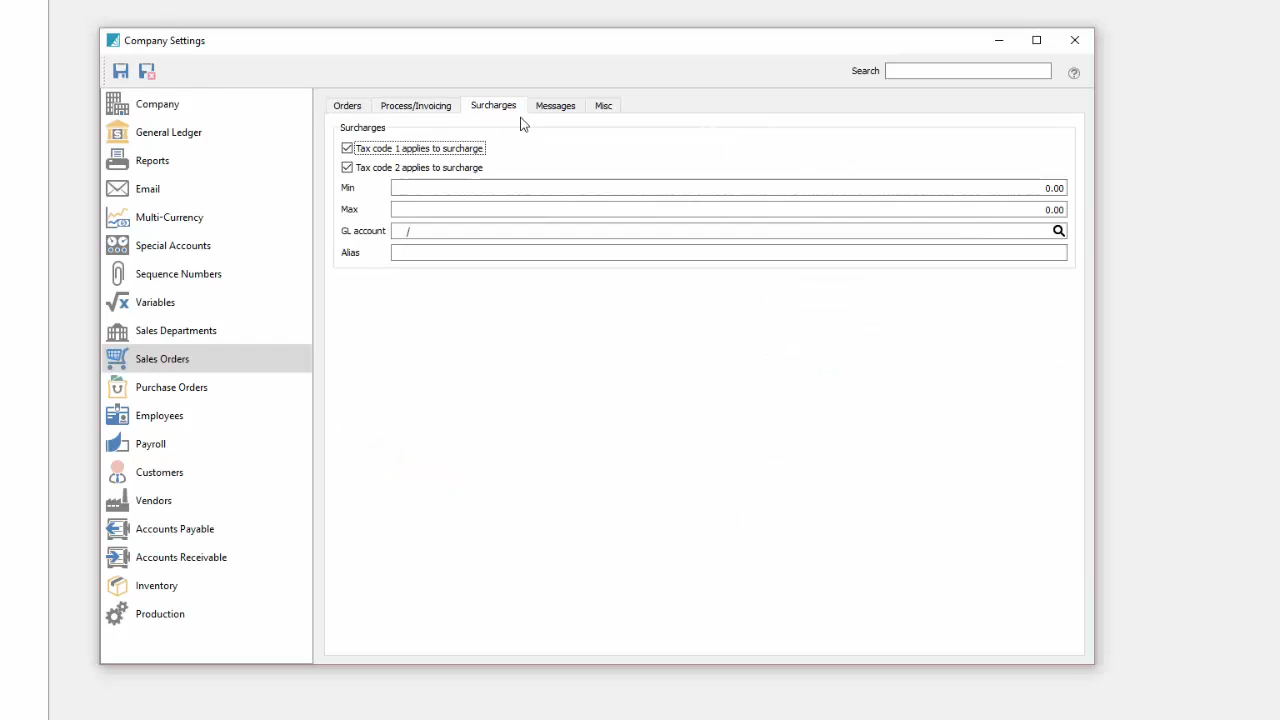 Company Settings
Search
Company
General Ledger
Reports
Email
Multi-Currency
Special Accounts
Sequence Numbers
Variables
Sales Departments
Sales Orders
Purchase Orders
Employees
Payroll
Customers
Vendors
Accounts Payable
Accounts Receivable
Inventory
Production
Orders Process/Invoicing Surcharges Messages Misc
Surcharges
Tax code 1 applies to surcharge
Tax code 2 applies to surcharge
Min 0.00
Max 0.00
GL account /
Alias